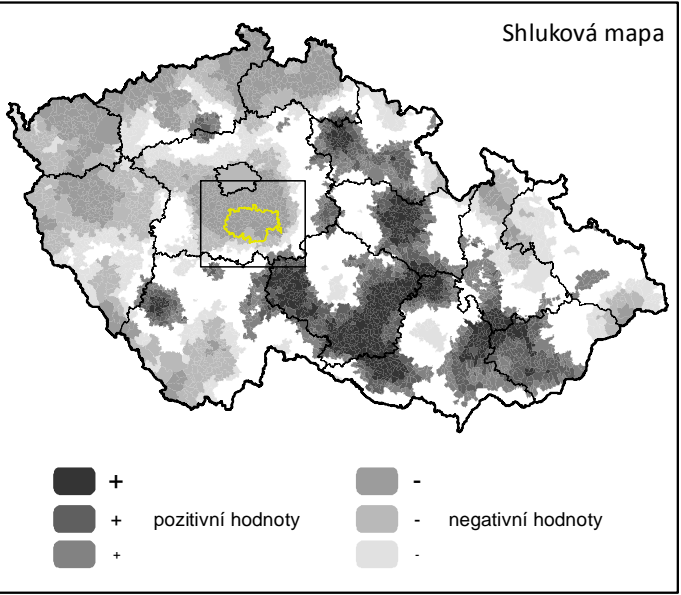 Shluková mapa
+ -
+ pozitivní hodnoty - negativní hodnoty
+ -